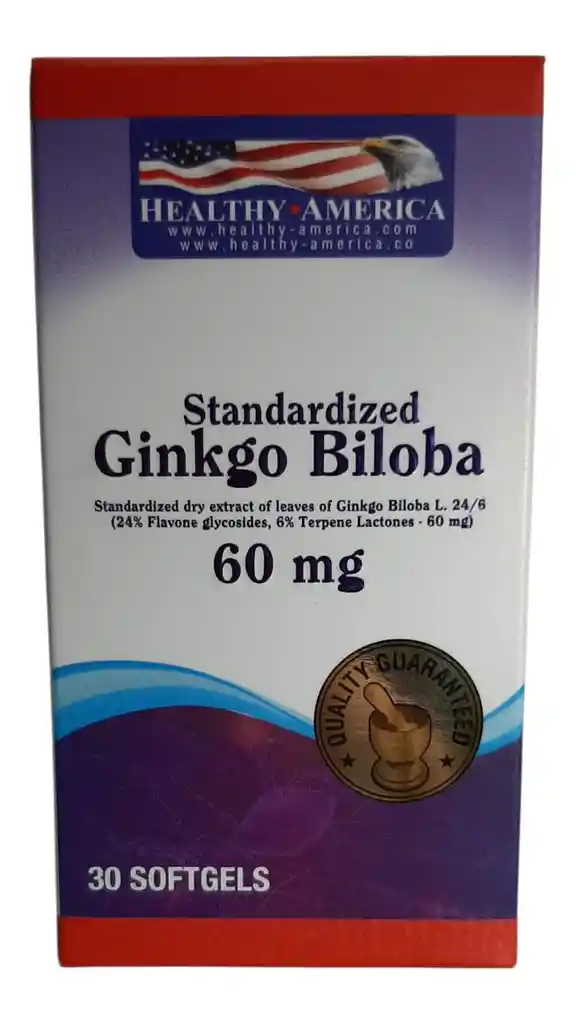 HEALTHY★AMERICA
www.healthy-america.com
www.healthy-america.co
Standardized
Ginkgo Biloba
Standardized dry extract of leaves of Ginkgo Biloba L. 24/6
(24% Flavone glycosides, 6% Terpene Lactones - 60 mg)
60 mg
QUALITY GUARANTEED
30 SOFTGELS